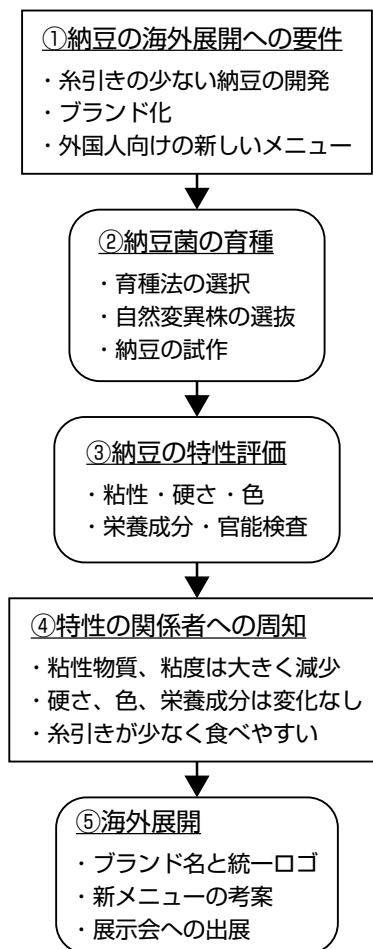 ①納豆の海外展開への要件
・糸引きの少ない納豆の開発
・ブランド化
・外国人向けの新しいメニュー
②納豆菌の育種
・育種法の選択
・自然変異株の選抜
・納豆の試作
③納豆の特性評価
・粘性・硬さ・色
・栄養成分・官能検査
④特性の関係者への周知
・粘性物質、粘度は大きく減少
・硬さ、色、栄養成分は変化なし
・糸引きが少なく食べやすい
⑤海外展開
・ブランド名と統一ロゴ
・新メニューの考案
・展示会への出展